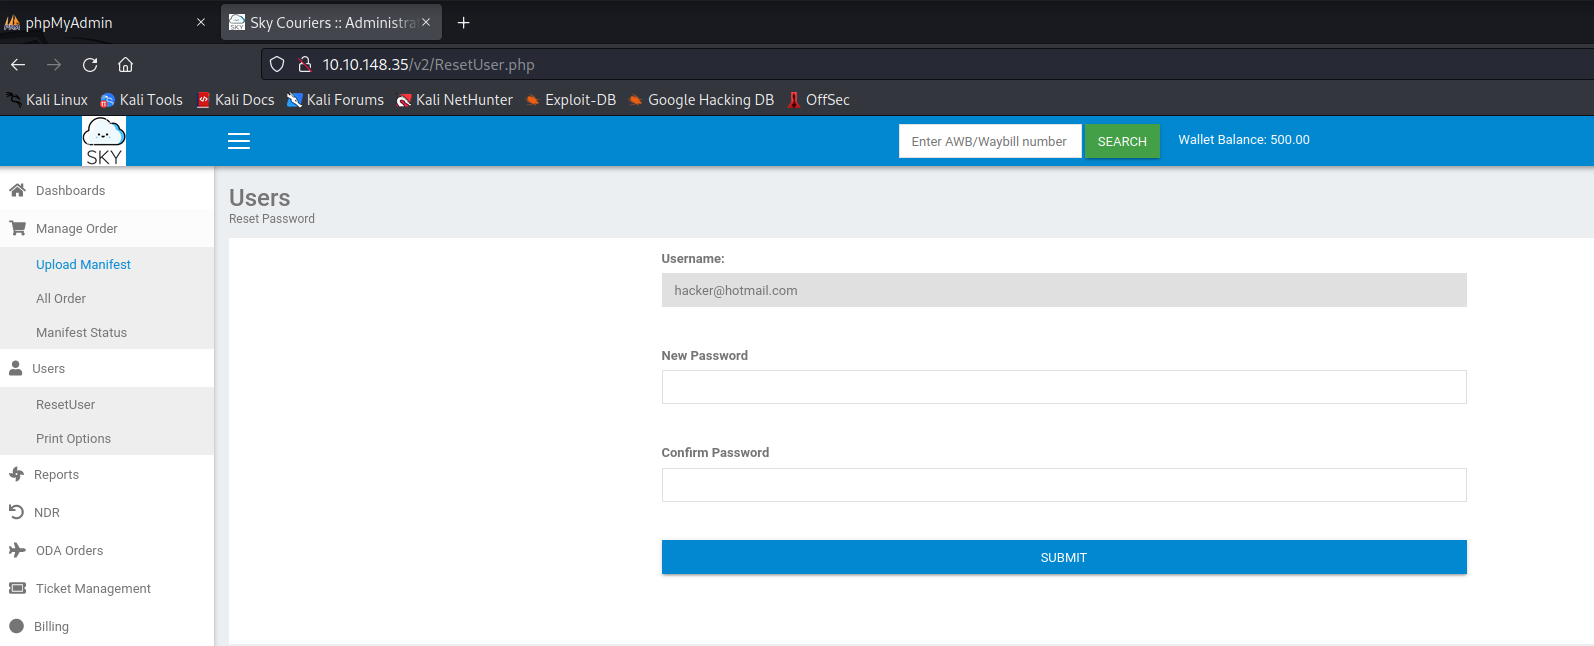 phpMyAdmin
Sky Couriers :: Administra
10.10.148.35/v2/ResetUser.php
Kali Linux Kali Tools Kali Docs Kali Forums Kali NetHunter Exploit-DB Google Hacking DB OffSec
SKY
Enter AWB/Waybill number SEARCH Wallet Balance: 500.00
Dashboards
Manage Order
Upload Manifest
All Order
Manifest Status
Users
ResetUser
Print Options
Reports
NDR
ODA Orders
Ticket Management
Billing
Users
Reset Password
Username:
hacker@hotmail.com
New Password
Confirm Password
SUBMIT